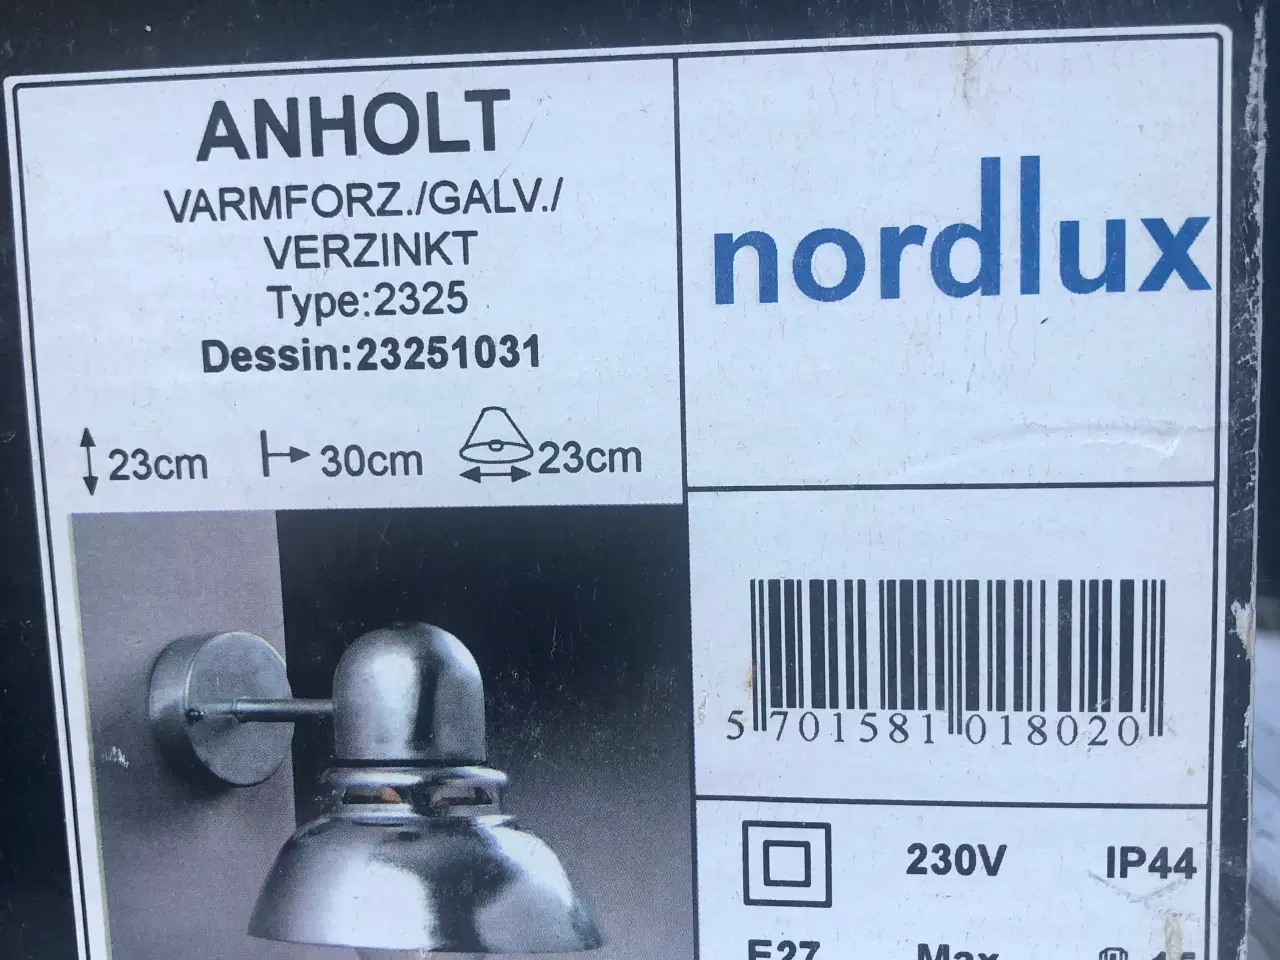 ANHOLT
VARMFORZ./GALV./
VERZINKT
Type:2325
Dessin:23251031
23cm 30cm 23cm
nordlux
5 701581 018020
230V IP44
E27 Max